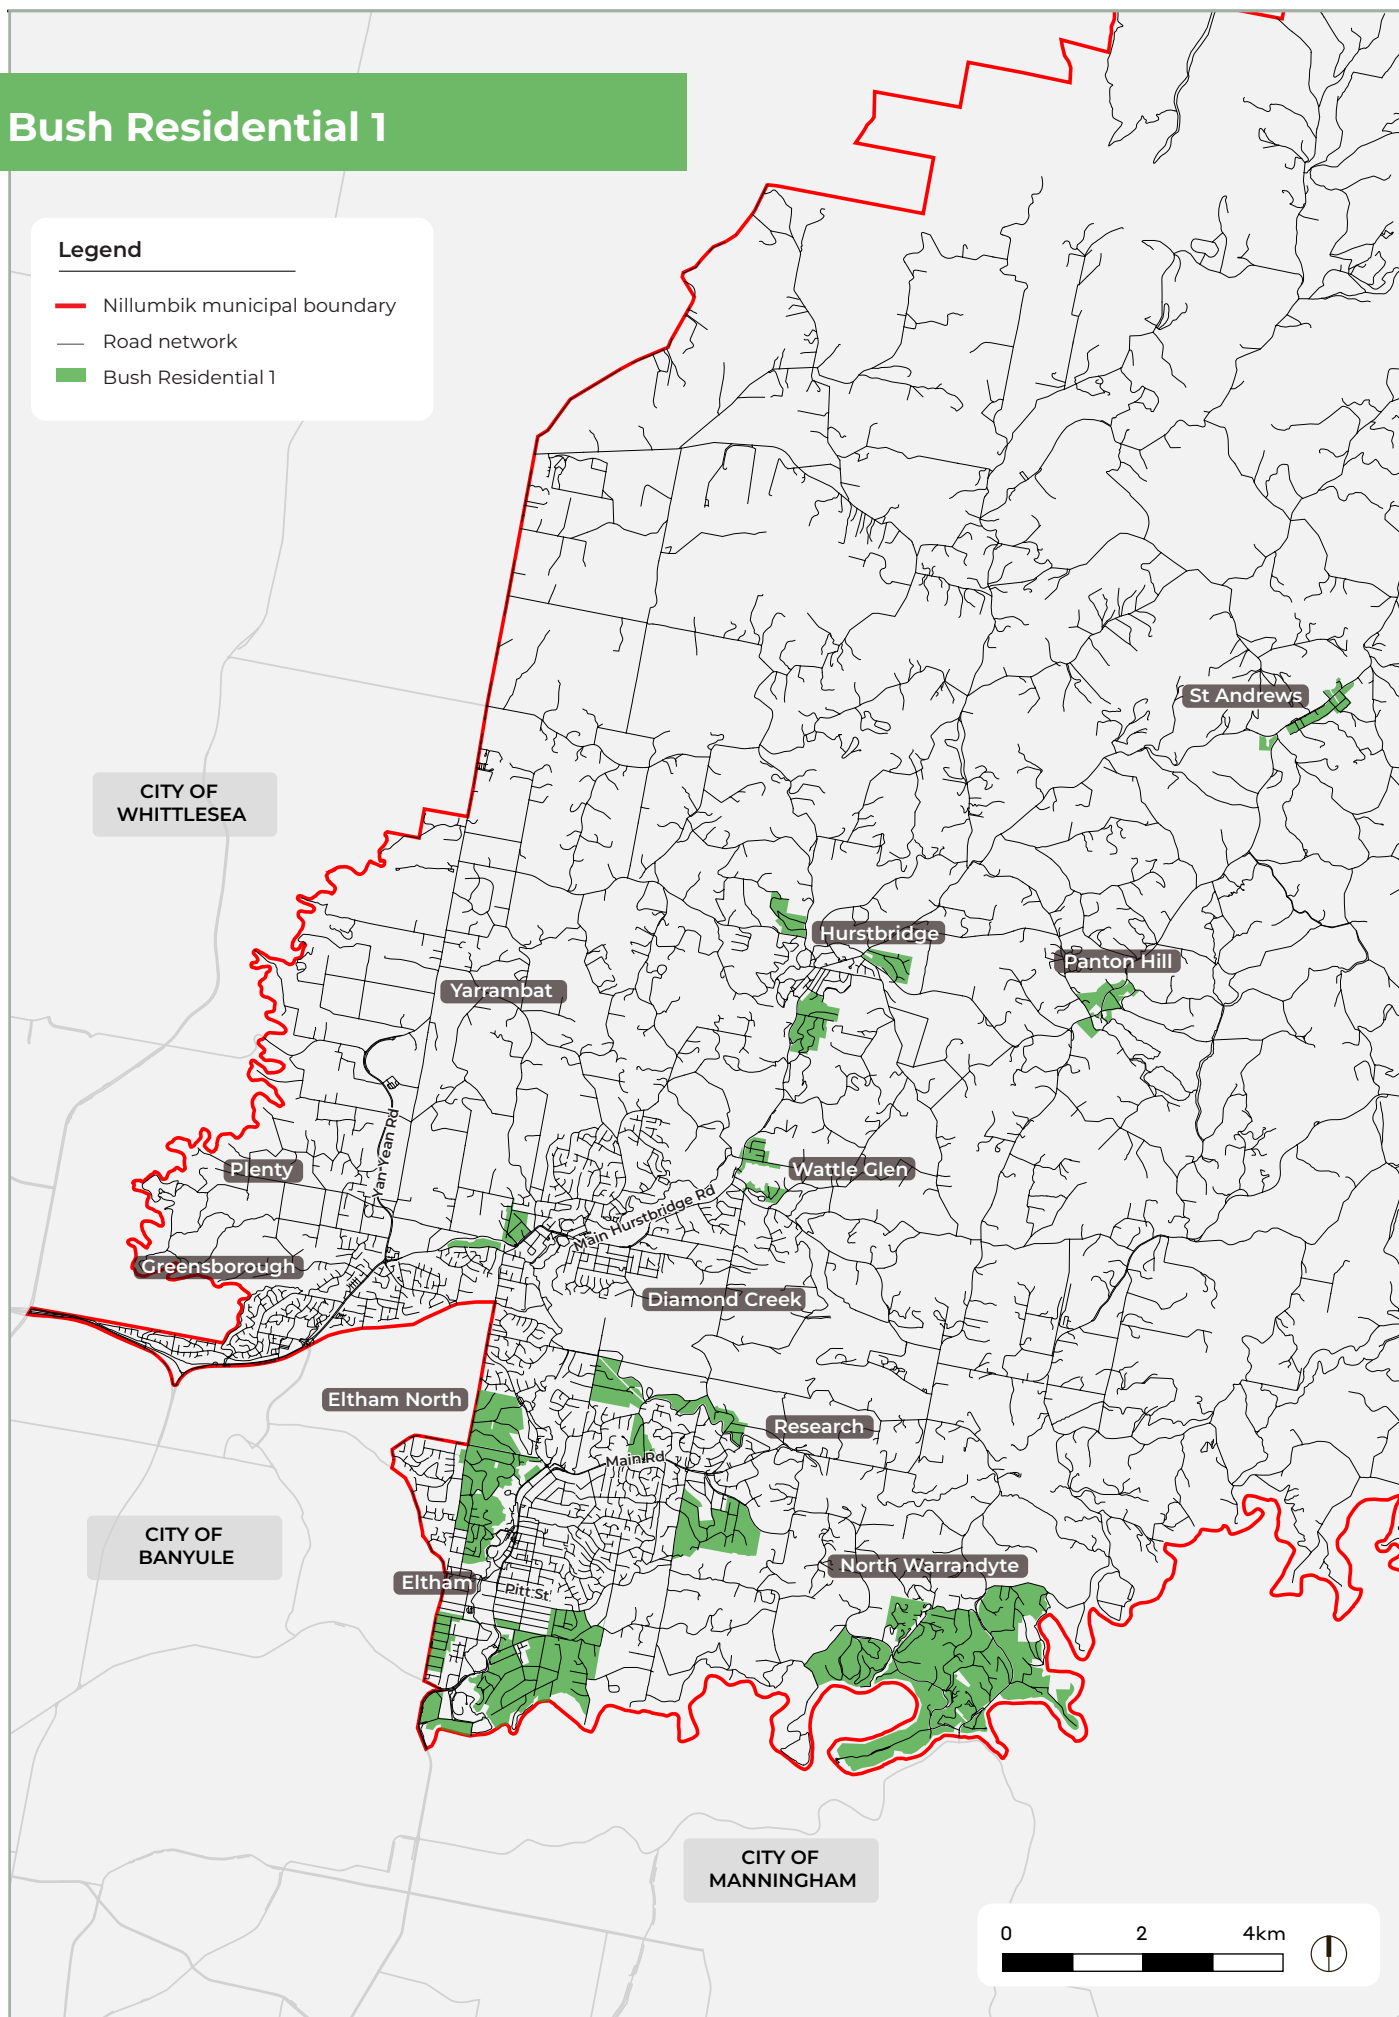 Bush Residential 1
Legend
Nillumbik municipal boundary
Road network
Bush Residential 1
St Andrews
CITY OF
WHITTLESEA
Hurstbridge
Panton Hill
Yarrambat
Yan Yean Rd
Plenty
Wattle Glen
Main Hurstbridge Rd
Greensborough
Diamond Creek
Eltham North
Research
Main Rd
CITY OF
BANYULE
North Warrandyte
Eltham
Pitt St
CITY OF
MANNINGHAM
0 2 4km